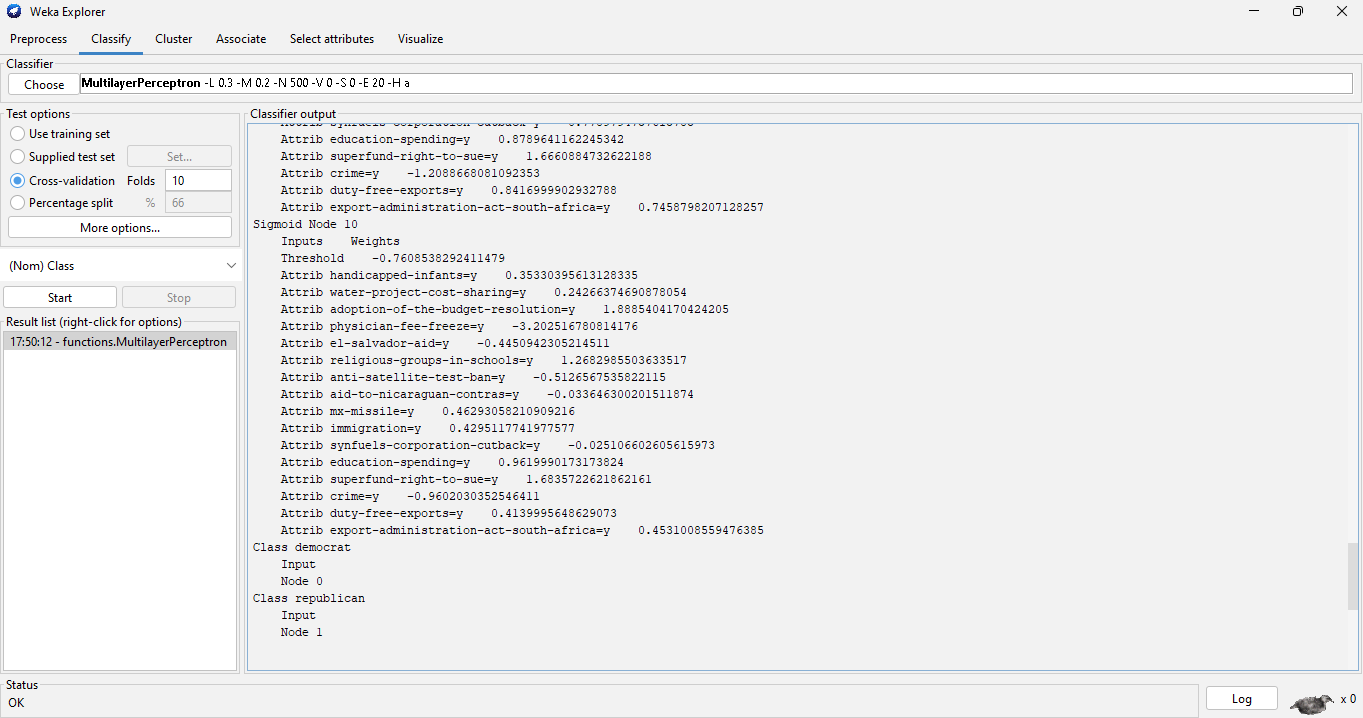 Weka Explorer
Preprocess Classify Cluster Associate Select attributes Visualize
Classifier
Choose MultilayerPerceptron -L 0.3 -M 0.2 -N 500 -V 0 -S 0 -E 20 -H a
Test options
Use training set
Supplied test set Set...
Cross-validation Folds 10
Percentage split % 66
More options...
(Nom) Class
Start Stop
Result list (right-click for options)
17:50:12 - functions.MultilayerPerceptron
Classifier output
Attrib synfuels-corporation-cutback=y
Attrib education-spending=y 0.8789641162245342
Attrib superfund-right-to-sue=y 1.6660884732622188
Attrib crime=y -1.2088668081092353
Attrib duty-free-exports=y 0.8416999902932788
Attrib export-administration-act-south-africa=y 0.7458798207128257
Sigmoid Node 10
Inputs Weights
Threshold -0.7608538292411479
Attrib handicapped-infants=y 0.35330395613128335
Attrib water-project-cost-sharing=y 0.24266374690878054
Attrib adoption-of-the-budget-resolution=y 1.8885404170424205
Attrib physician-fee-freeze=y -3.202516780814176
Attrib el-salvador-aid=y -0.4450942305214511
Attrib religious-groups-in-schools=y 1.2682985503633517
Attrib anti-satellite-test-ban=y -0.5126567535822115
Attrib aid-to-nicaraguan-contras=y -0.033646300201511874
Attrib mx-missile=y 0.46293058210909216
Attrib immigration=y 0.4295117741977577
Attrib synfuels-corporation-cutback=y -0.025106602605615973
Attrib education-spending=y 0.9619990173173824
Attrib superfund-right-to-sue=y 1.6835722621862161
Attrib crime=y -0.9602030352546411
Attrib duty-free-exports=y 0.4139995648629073
Attrib export-administration-act-south-africa=y 0.4531008559476385
Class democrat
Input
Node 0
Class republican
Input
Node 1
Status
OK
Log
x 0